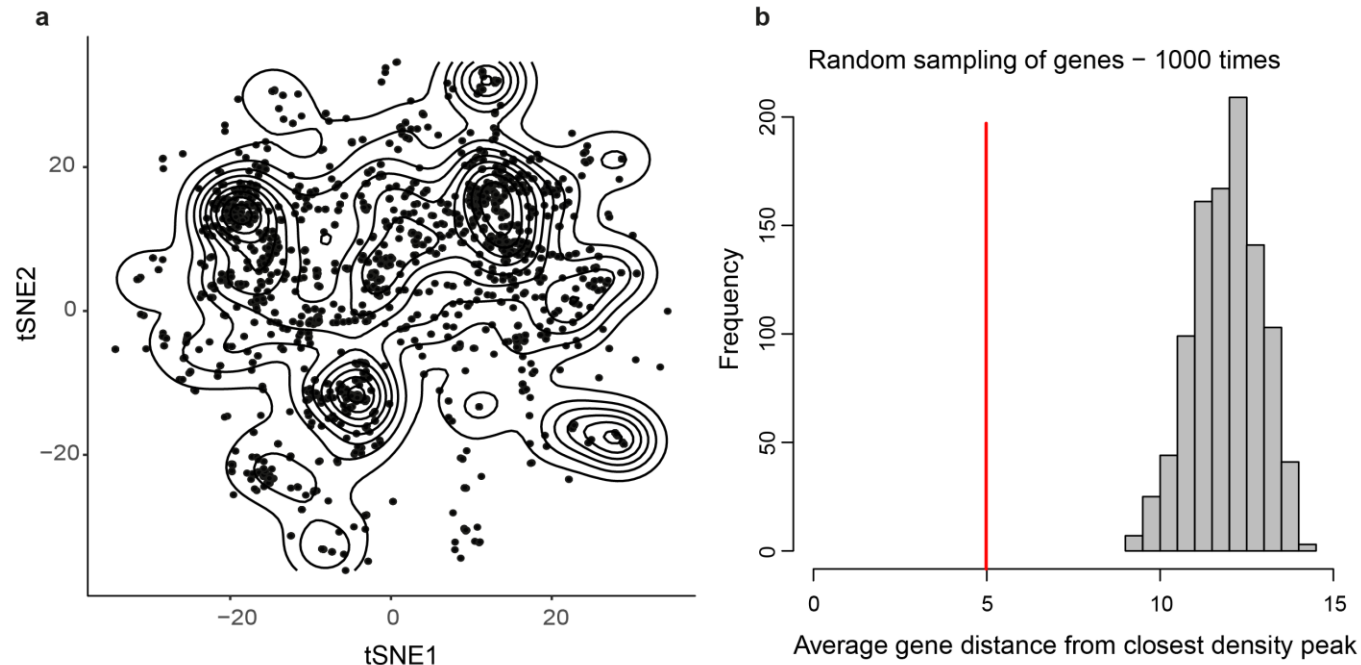 a
b
20
0
−20
tSNE2
−20
0
20
tSNE1
Random sampling of genes − 1000 times
200
150
100
50
0
Frequency
0
5
10
15
Average gene distance from closest density peak